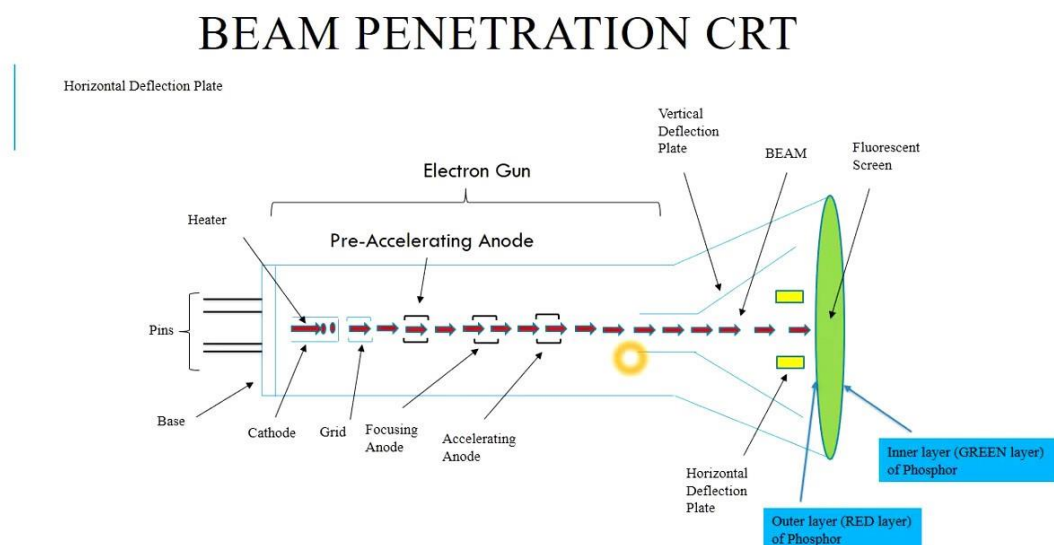 BEAM PENETRATION CRT
Horizontal Deflection Plate
Vertical
Deflection
Plate
BEAM
Fluorescent
Screen
Electron Gun
Heater
Pre-Accelerating Anode
Pins
Base
Cathode
Grid
Focusing
Anode
Accelerating
Anode
Horizontal
Deflection
Plate
Inner layer (GREEN layer)
of Phosphor
Outer layer (RED layer)
of Phosphor